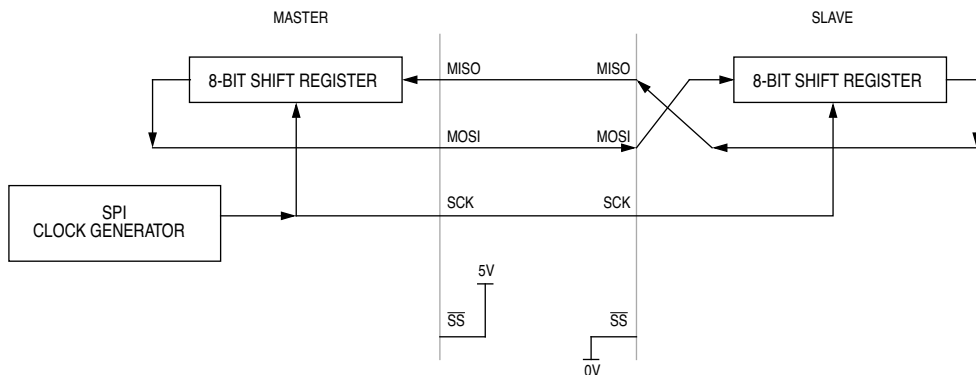 MASTER
SLAVE
8-BIT SHIFT REGISTER
MISO
MISO
8-BIT SHIFT REGISTER
MOSI
MOSI
SPI
CLOCK GENERATOR
SCK
SCK
5V
SS
SS
0V